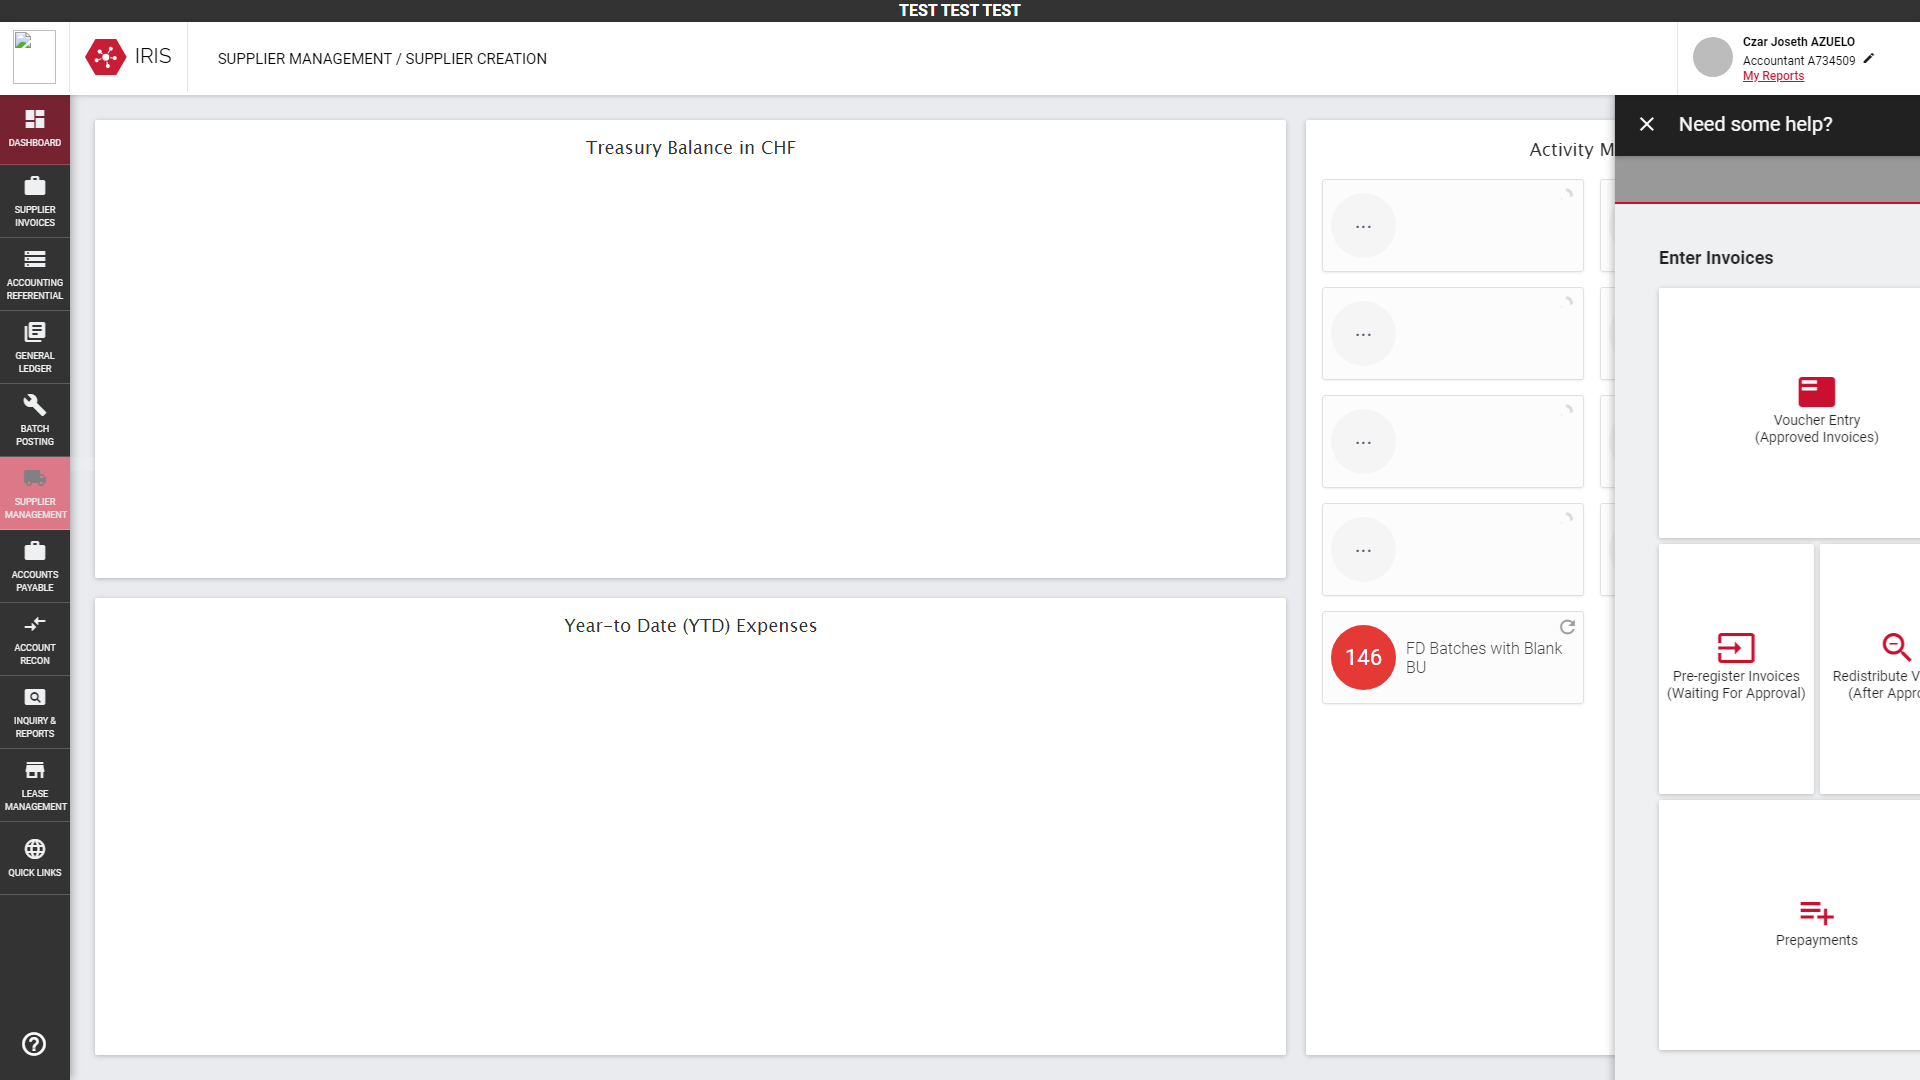 TEST TEST TEST
IRIS
SUPPLIER MANAGEMENT / SUPPLIER CREATION
Czar Joseth AZUELO
Accountant A734509
My Reports
DASHBOARD
SUPPLIER
INVOICES
ACCOUNTING
REFERENTIAL
GENERAL
LEDGER
BATCH
POSTING
SUPPLIER
MANAGEMENT
ACCOUNTS
PAYABLE
ACCOUNT
RECON
INQUIRY &
REPORTS
LEASE
MANAGEMENT
QUICK LINKS
Treasury Balance in CHF
Year-to Date (YTD) Expenses
Activity M
...
...
...
...
146
FD Batches with Blank
BU
Need some help?
Enter Invoices
Voucher Entry
(Approved Invoices)
Pre-register Invoices
(Waiting For Approval)
Redistribute V
(After Appro
Prepayments